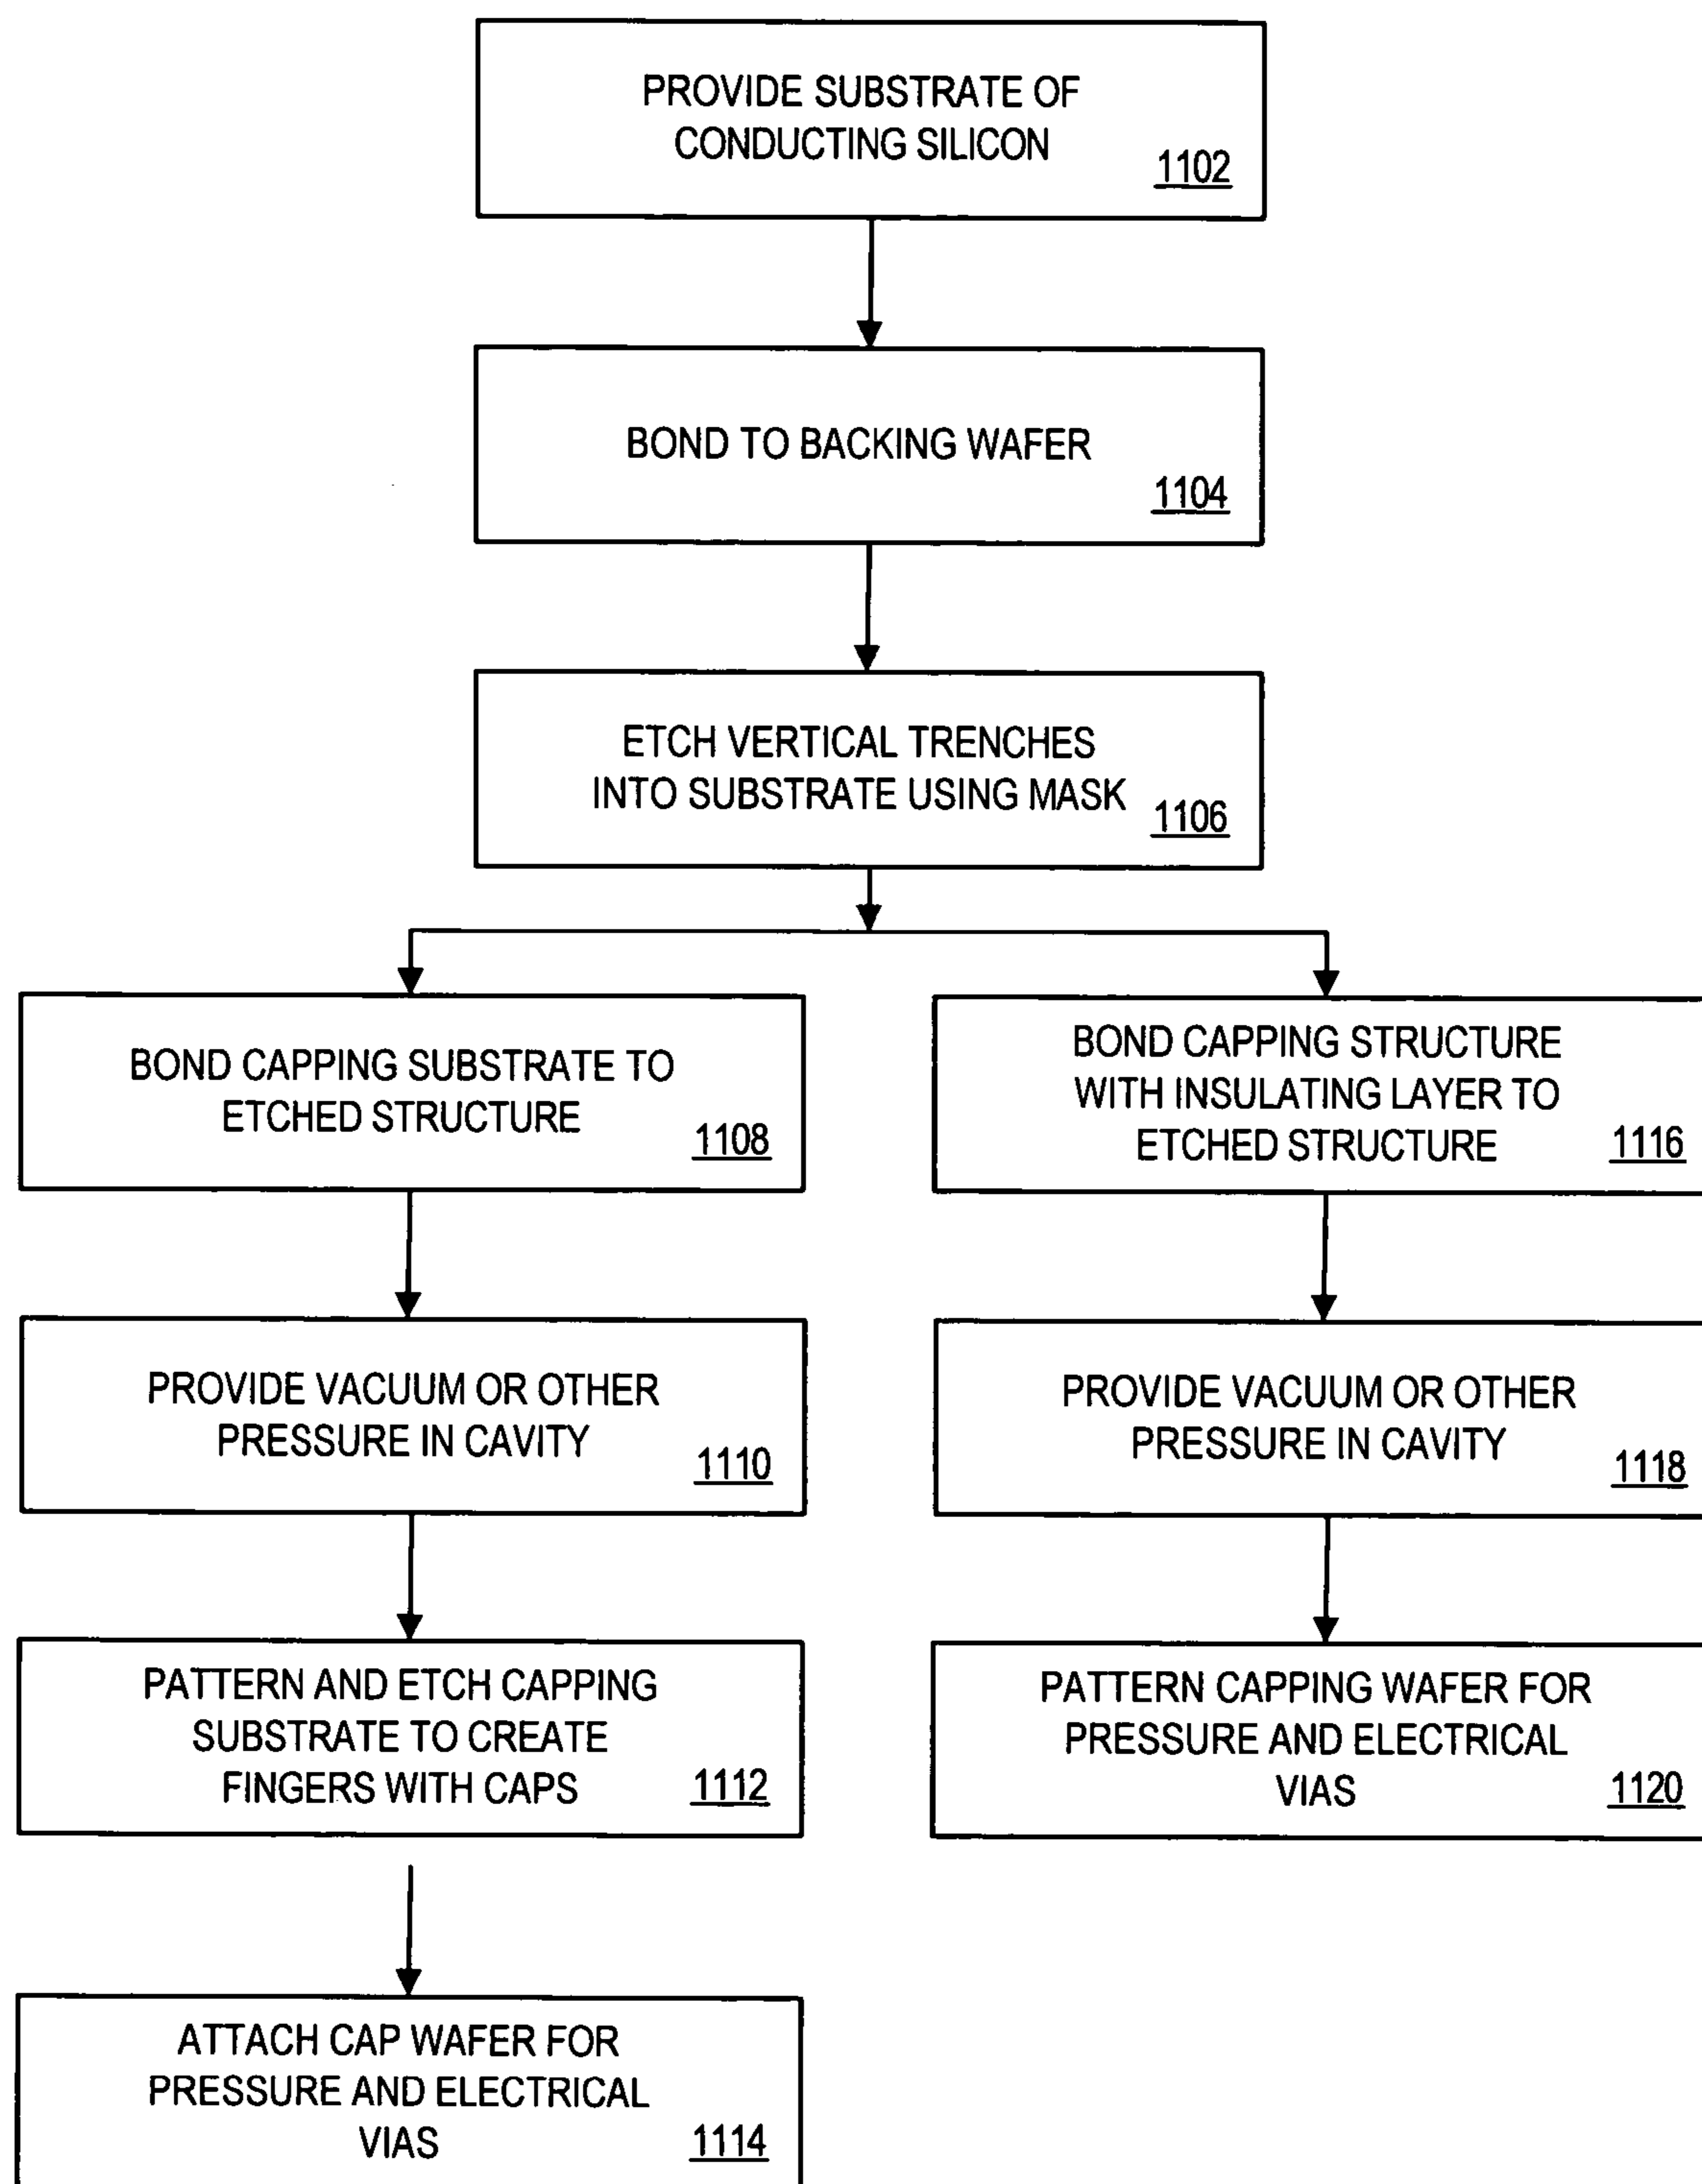 PROVIDE SUBSTRATE OF
CONDUCTING SILICON
1102
BOND TO BACKING WAFER
1104
ETCH VERTICAL TRENCHES
INTO SUBSTRATE USING MASK
1106
BOND CAPPING SUBSTRATE TO
ETCHED STRUCTURE
1108
PROVIDE VACUUM OR OTHER
PRESSURE IN CAVITY
1110
PATTERN AND ETCH CAPPING
SUBSTRATE TO CREATE
FINGERS WITH CAPS
1112
ATTACH CAP WAFER FOR
PRESSURE AND ELECTRICAL
VIAS
1114
BOND CAPPING STRUCTURE
WITH INSULATING LAYER TO
ETCHED STRUCTURE
1116
PROVIDE VACUUM OR OTHER
PRESSURE IN CAVITY
1118
PATTERN CAPPING WAFER FOR
PRESSURE AND ELECTRICAL
VIAS
1120